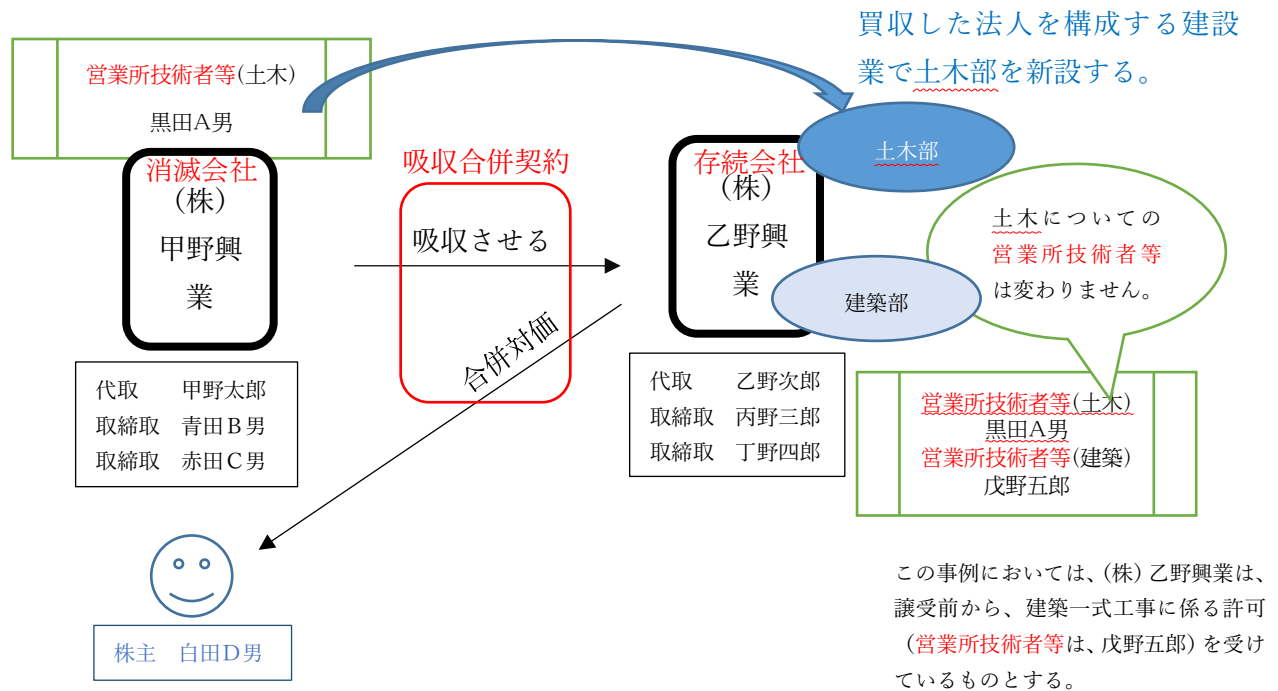 買収した法人を構成する建設
業で土木部を新設する。
営業所技術者等(土木)
黒田A男
消滅会社
(株)
甲野興
業
吸収合併契約
吸収させる
合併対価
存続会社
(株)
乙野興
業
土木部
建築部
土木についての
営業所技術者等
は変わりません。
代取 甲野太郎
取締取 青田B男
取締取 赤田C男
代取 乙野次郎
取締取 丙野三郎
取締取 丁野四郎
営業所技術者等(土木)
黒田A男
営業所技術者等(建築)
戊野五郎
株主 白田D男
この事例においては、(株)乙野興業は、
譲受前から、建築一式工事に係る許可
(営業所技術者等は、戊野五郎)を受け
ているものとする。